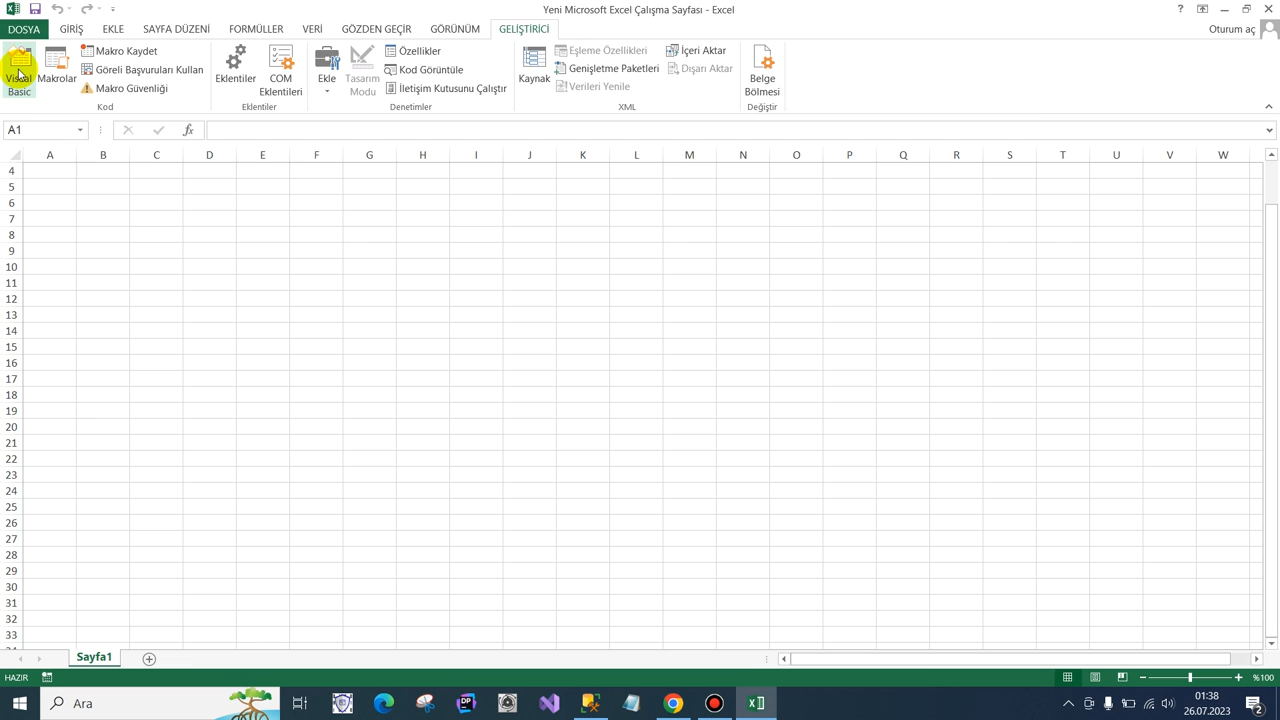 Yeni Microsoft Excel Çalışma Sayfası - Excel
?
DOSYA GİRİŞ EKLE SAYFA DÜZENİ FORMÜLLER VERİ GÖZDEN GEÇİR GÖRÜNÜM GELİŞTİRİCİ Oturum aç
Visual Basic
Makrolar
Makro Kaydet
Göreli Başvuruları Kullan
Makro Güvenliği
Kod
Eklentiler
COM Eklentileri
Eklentiler
Ekle
Tasarım Modu
Özellikler
Kod Görüntüle
İletişim Kutusunu Çalıştır
Denetimler
Kaynak
Eşleme Özellikleri
Genişletme Paketleri
Verileri Yenile
İçeri Aktar
Dışarı Aktar
XML
Belge Bölmesi
Değiştir
A1 fx
A B C D E F G H I J K L M N O P Q R S T U V W
4
5
6
7
8
9
10
11
12
13
14
15
16
17
18
19
20
21
22
23
24
25
26
27
28
29
30
31
32
33
Sayfa1
HAZIR %100
Ara DP 01:38
26.07.2023 2